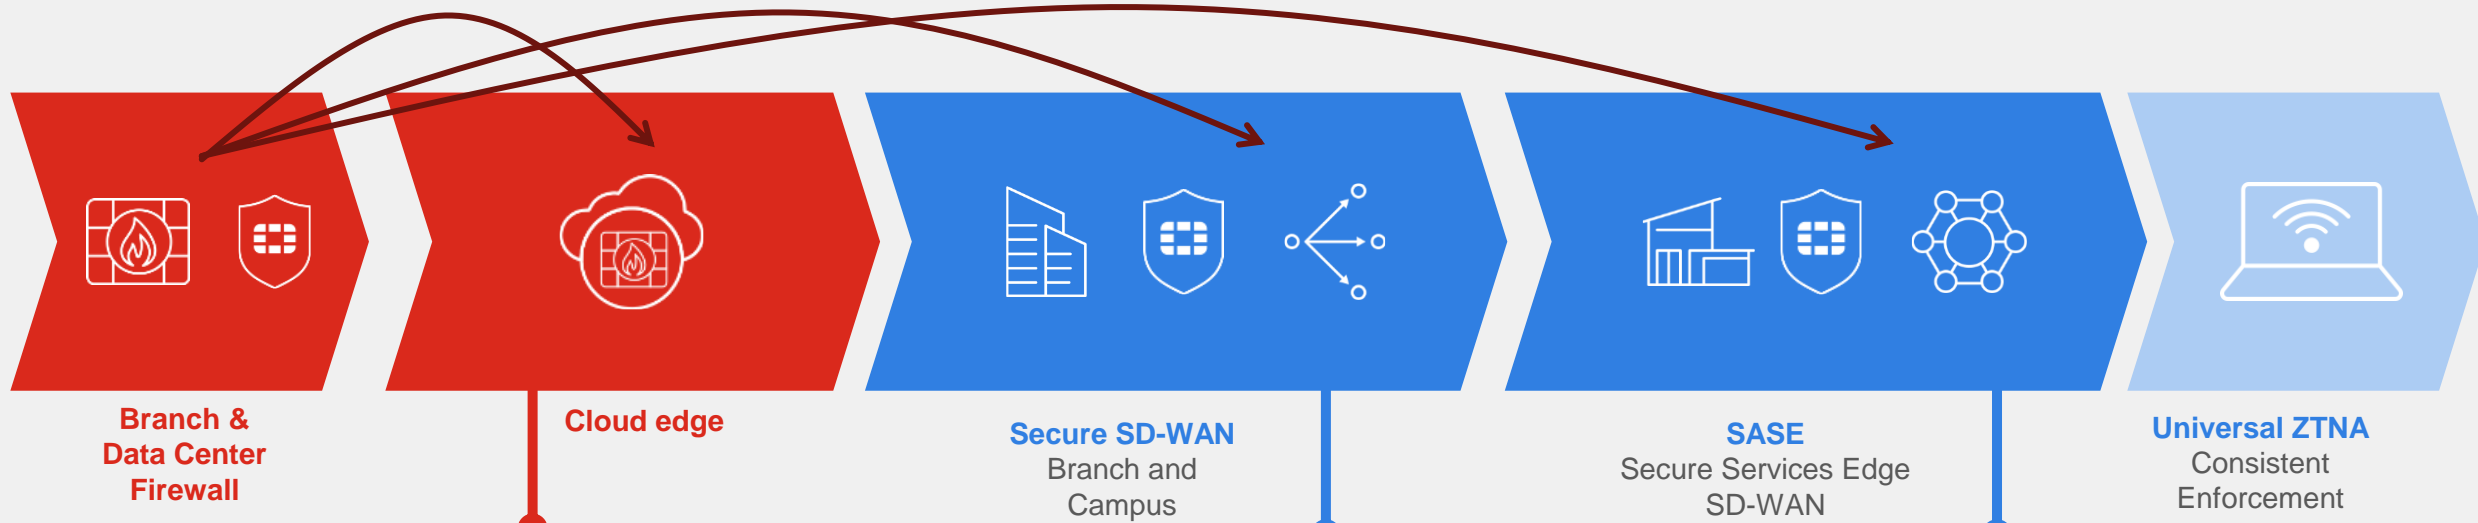 Branch &
Data Center
Firewall
Cloud edge
Secure SD-WAN
Branch and
Campus
SASE
Secure Services Edge
SD-WAN
Universal ZTNA
Consistent
Enforcement